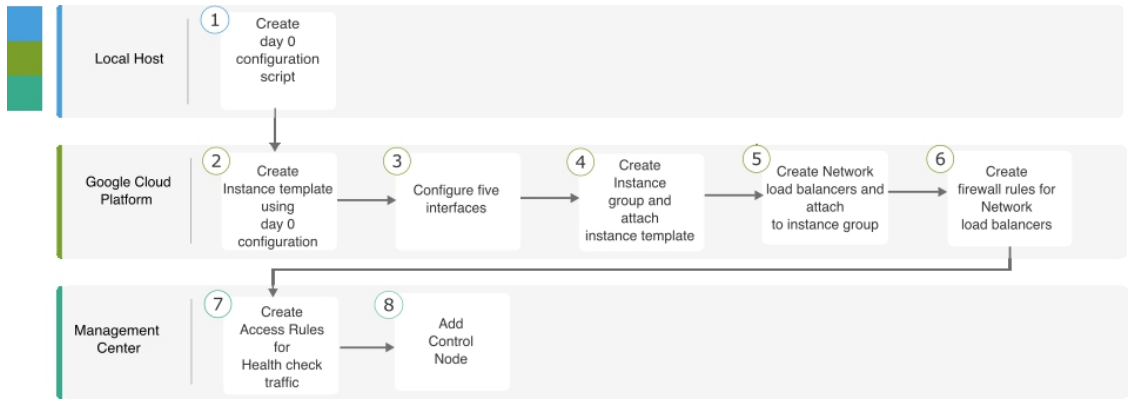 Local Host
1
Create
day 0
configuration
script
Google Cloud
Platform
2
Create
Instance template
using
day 0
configuration
3
Configure five
interfaces
4
Create
Instance
group and
attach
instance template
5
Create Network
load balancers and
attach
to instance group
6
Create
firewall rules for
Network
load balancers
Management
Center
7
Create
Access Rules
for
Health check
traffic
8
Add
Control
Node